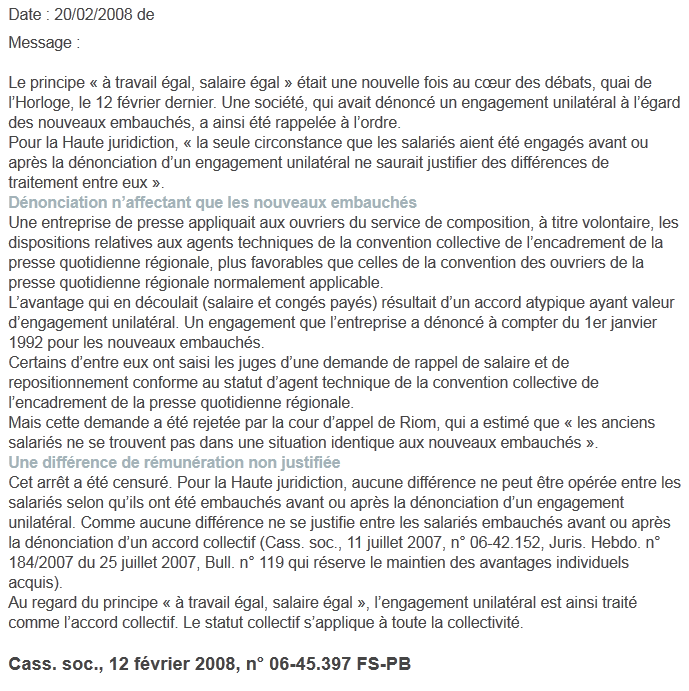 Date : 20/02/2008 de
Message :
Le principe « à travail égal, salaire égal » était une nouvelle fois au cœur des débats, quai de
l’Horloge, le 12 février dernier. Une société, qui avait dénoncé un engagement unilatéral à l’égard
des nouveaux embauchés, a ainsi été rappelée à l’ordre.
Pour la Haute juridiction, « la seule circonstance que les salariés aient été engagés avant ou
après la dénonciation d’un engagement unilatéral ne saurait justifier des différences de
traitement entre eux ».
Dénonciation n’affectant que les nouveaux embauchés
Une entreprise de presse appliquait aux ouvriers du service de composition, à titre volontaire, les
dispositions relatives aux agents techniques de la convention collective de l’encadrement de la
presse quotidienne régionale, plus favorables que celles de la convention des ouvriers de la
presse quotidienne régionale normalement applicable.
L’avantage qui en découlait (salaire et congés payés) résultait d’un accord atypique ayant valeur
d’engagement unilatéral. Un engagement que l’entreprise a dénoncé à compter du 1er janvier
1992 pour les nouveaux embauchés.
Certains d’entre eux ont saisi les juges d’une demande de rappel de salaire et de
repositionnement conforme au statut d’agent technique de la convention collective de
l’encadrement de la presse quotidienne régionale.
Mais cette demande a été rejetée par la cour d’appel de Riom, qui a estimé que « les anciens
salariés ne se trouvent pas dans une situation identique aux nouveaux embauchés ».
Une différence de rémunération non justifiée
Cet arrêt a été censuré. Pour la Haute juridiction, aucune différence ne peut être opérée entre les
salariés selon qu’ils ont été embauchés avant ou après la dénonciation d’un engagement
unilatéral. Comme aucune différence ne se justifie entre les salariés embauchés avant ou après
la dénonciation d’un accord collectif (Cass. soc., 11 juillet 2007, n° 06-42.152, Juris. Hebdo. n°
184/2007 du 25 juillet 2007, Bull. n° 119 qui réserve le maintien des avantages individuels
acquis).
Au regard du principe « à travail égal, salaire égal », l’engagement unilatéral est ainsi traité
comme l’accord collectif. Le statut collectif s’applique à toute la collectivité.
Cass. soc., 12 février 2008, n° 06-45.397 FS-PB